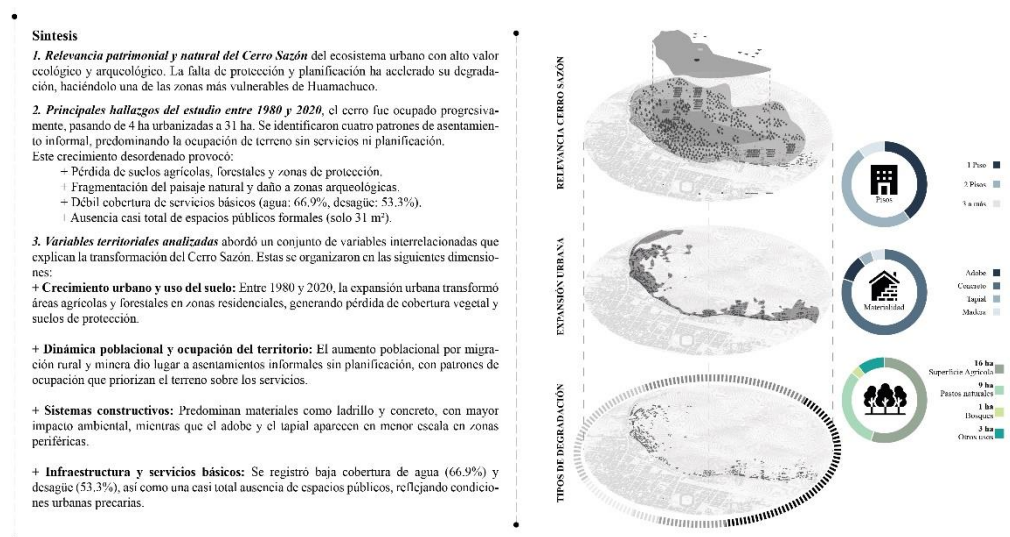 Síntesis
1. Relevancia patrimonial y natural del Cerro Sazón del ecosistema urbano con alto valor
ecológico y arqueológico. La falta de protección y planificación ha acelerado su degrada-
ción, haciéndolo una de las zonas más vulnerables de Huamachuco.
2. Principales hallazgos del estudio entre 1980 y 2020, el cerro fue ocupado progresiva-
mente, pasando de 4 ha urbanizadas a 31 ha. Se identificaron cuatro patrones de asentamien-
to informal, predominando la ocupación de terreno sin servicios ni planificación.
Este crecimiento desordenado provocó:
+ Pérdida de suelos agrícolas, forestales y zonas de protección.
+ Fragmentación del paisaje natural y daño a zonas arqueológicas.
+ Débil cobertura de servicios básicos (agua: 66.9%, desagüe: 53.3%).
+ Ausencia casi total de espacios públicos formales (solo 31 m²).
3. Variables territoriales analizadas abordó un conjunto de variables interrelacionadas que
explican la transformación del Cerro Sazón. Estas se organizaron en las siguientes dimensio-
nes:
+ Crecimiento urbano y uso del suelo: Entre 1980 y 2020, la expansión urbana transformó
áreas agrícolas y forestales en zonas residenciales, generando pérdida de cobertura vegetal y
suelos de protección.
+ Dinámica poblacional y ocupación del territorio: El aumento poblacional por migra-
ción rural y minera dio lugar a asentamientos informales sin planificación, con patrones de
ocupación que priorizan el terreno sobre los servicios.
+ Sistemas constructivos: Predominan materiales como ladrillo y concreto, con mayor
impacto ambiental, mientras que el adobe y el tapial aparecen en menor escala en zonas
periféricas.
+ Infraestructura y servicios básicos: Se registró baja cobertura de agua (66.9%) y
desagüe (53.3%), así como una casi total ausencia de espacios públicos, reflejando condicio-
nes urbanas precarias.
RELEVANCIA CERRO SAZÓN
EXPANSIÓN URBANA
TIPOS DE DEGRADACIÓN
Pisos
1 Piso
2 Pisos
3 a más
Materialidad
Adobe
Concreto
Tapial
Madera
16 ha
Superficie Agrícola
9 ha
Pastos naturales
1 ha
Bosques
3 ha
Otros usos